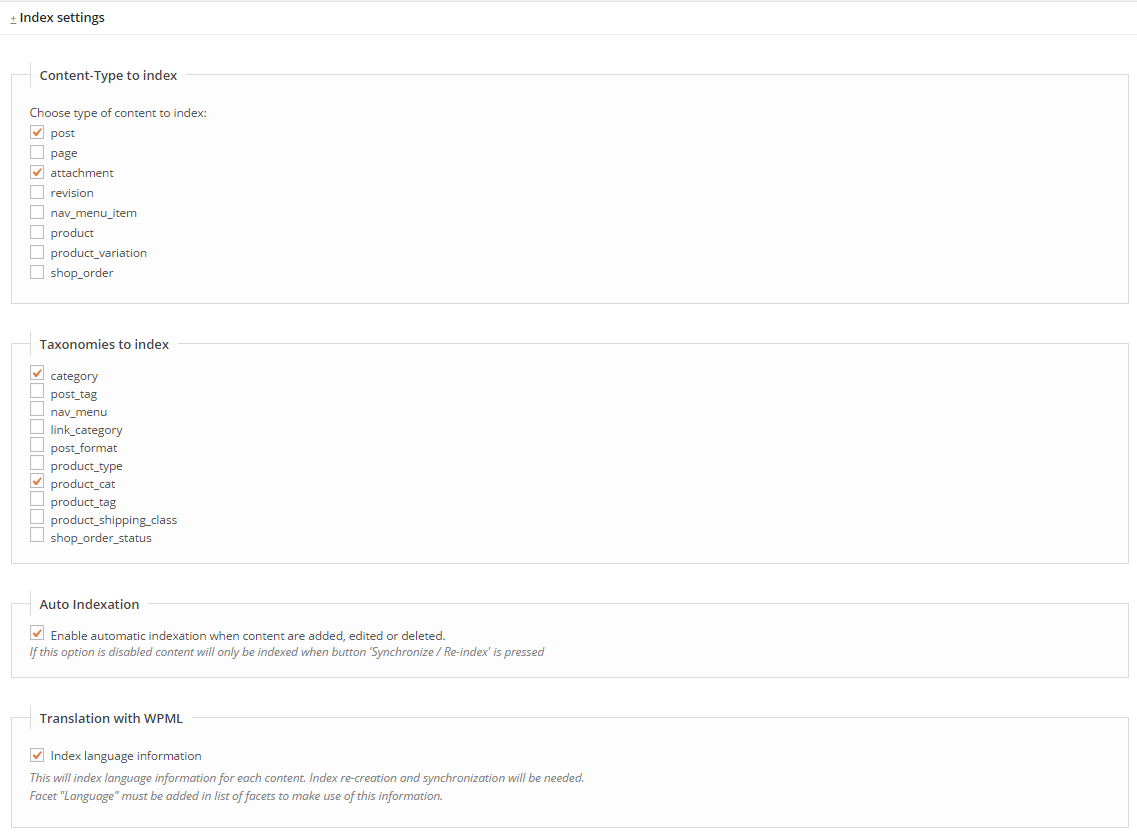 ± Index settings
Content-Type to index
Choose type of content to index:
post
page
attachment
revision
nav_menu_item
product
product_variation
shop_order
Taxonomies to index
category
post_tag
nav_menu
link_category
post_format
product_type
product_cat
product_tag
product_shipping_class
shop_order_status
Auto Indexation
Enable automatic indexation when content are added, edited or deleted.
If this option is disabled content will only be indexed when button 'Synchronize / Re-index' is pressed
Translation with WPML
Index language information
This will index language information for each content. Index re-creation and synchronization will be needed.
Facet "Language" must be added in list of facets to make use of this information.